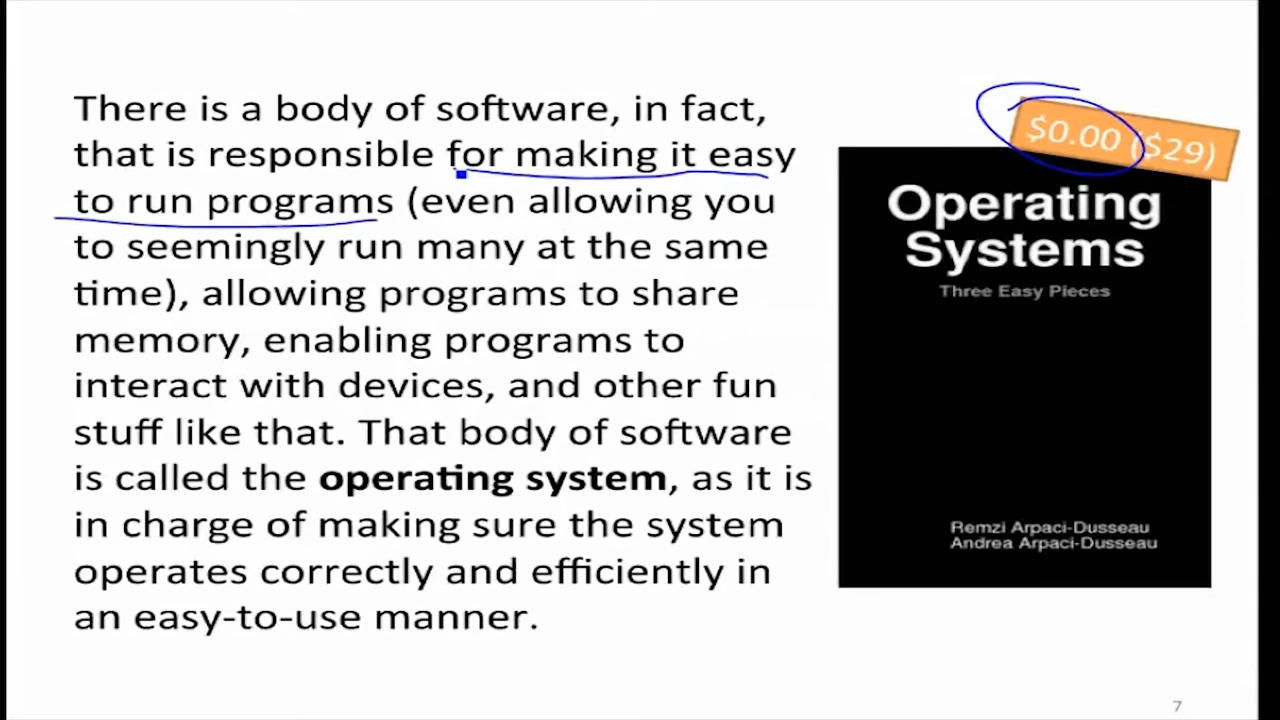 There is a body of software, in fact,
that is responsible for making it easy
to run programs (even allowing you
to seemingly run many at the same
time), allowing programs to share
memory, enabling programs to
interact with devices, and other fun
stuff like that. That body of software
is called the operating system, as it is
in charge of making sure the system
operates correctly and efficiently in
an easy-to-use manner.
$0.00 ($29)
Operating
Systems
Three Easy Pieces
Remzi Arpaci-Dusseau
Andrea Arpaci-Dusseau
7